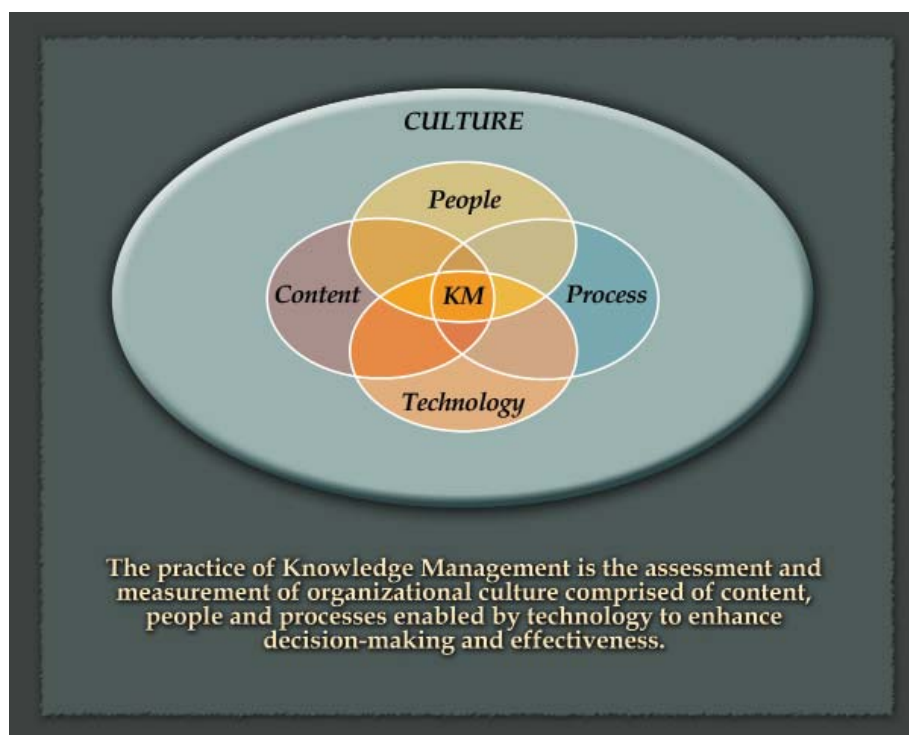 CULTURE
People
Content
KM
Process
Technology
The practice of Knowledge Management is the assessment and
measurement of organizational culture comprised of content,
people and processes enabled by technology to enhance
decision-making and effectiveness.